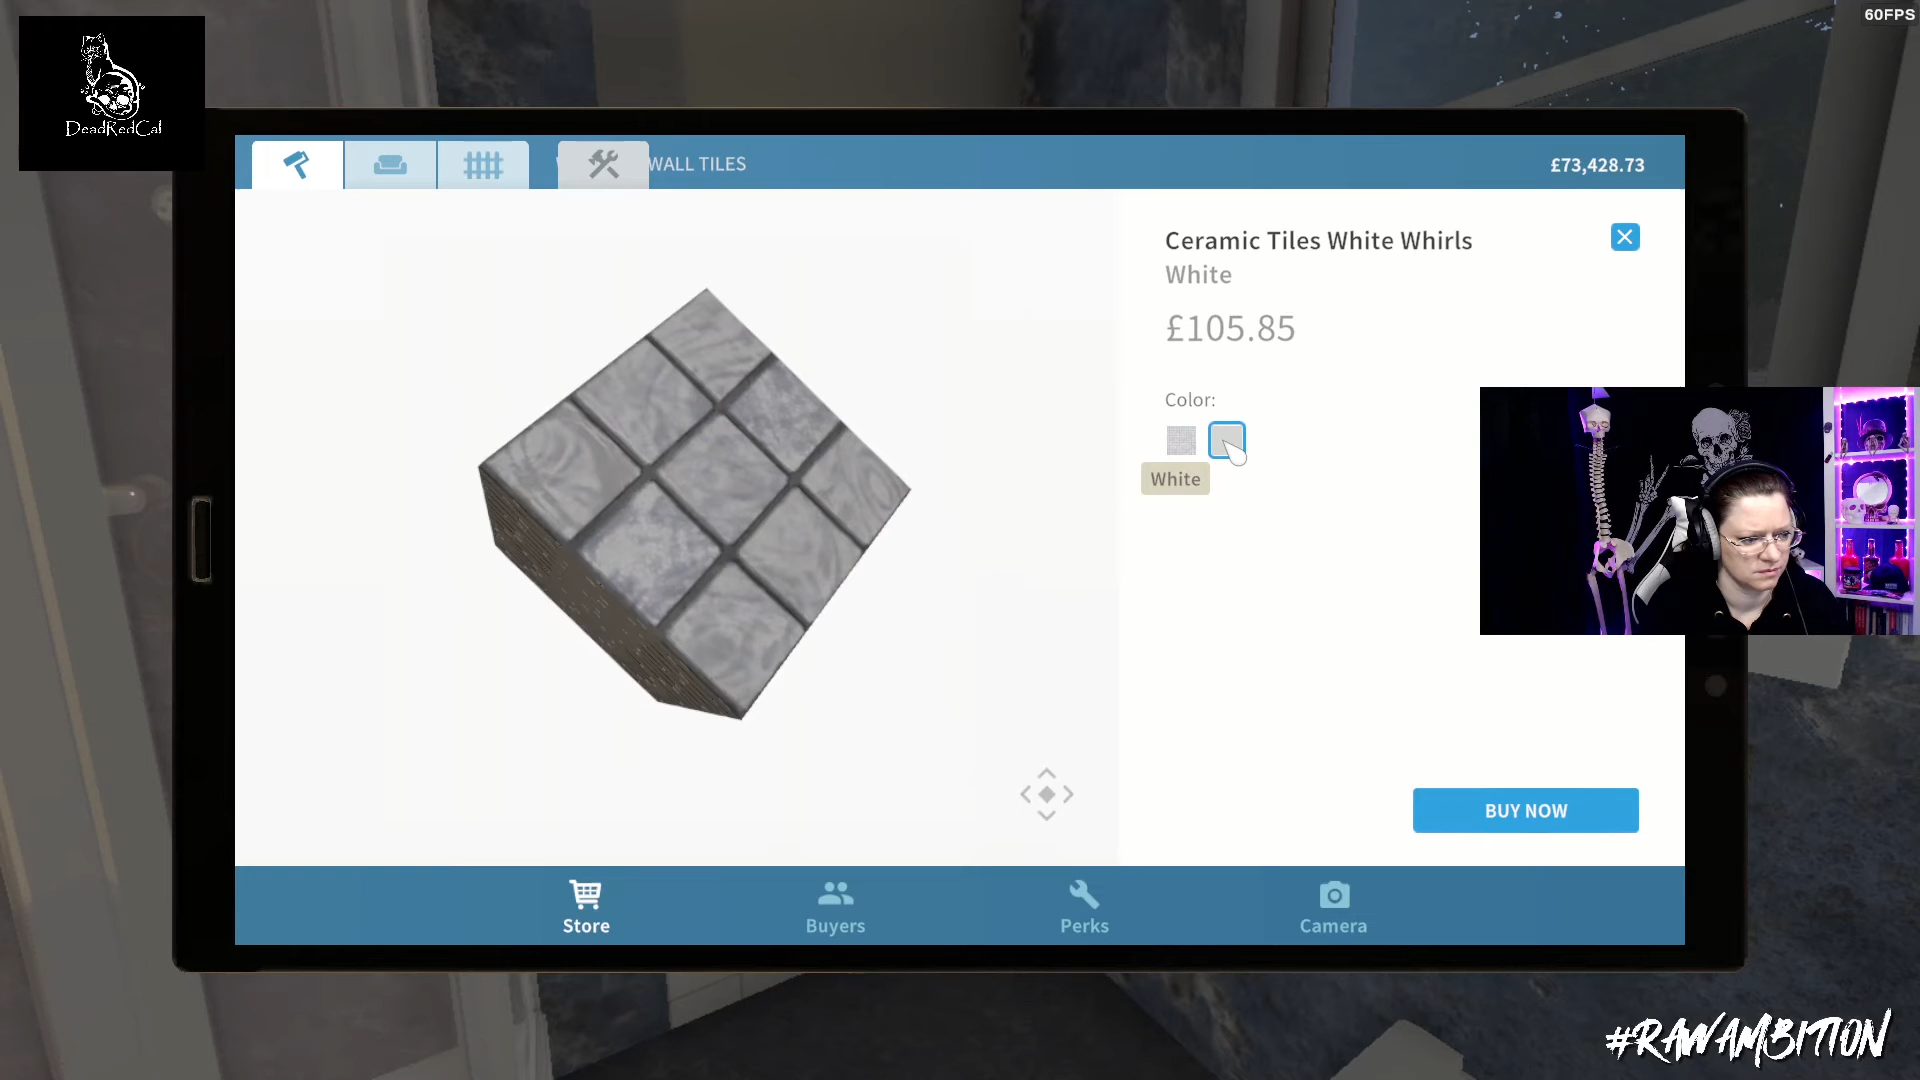 60FPS
DeadRedCal
WALL TILES
£73,428.73
Ceramic Tiles White Whirls
White
£105.85
Color:
White
BUY NOW
Store
Buyers
Perks
Camera
#RAWAMBITION